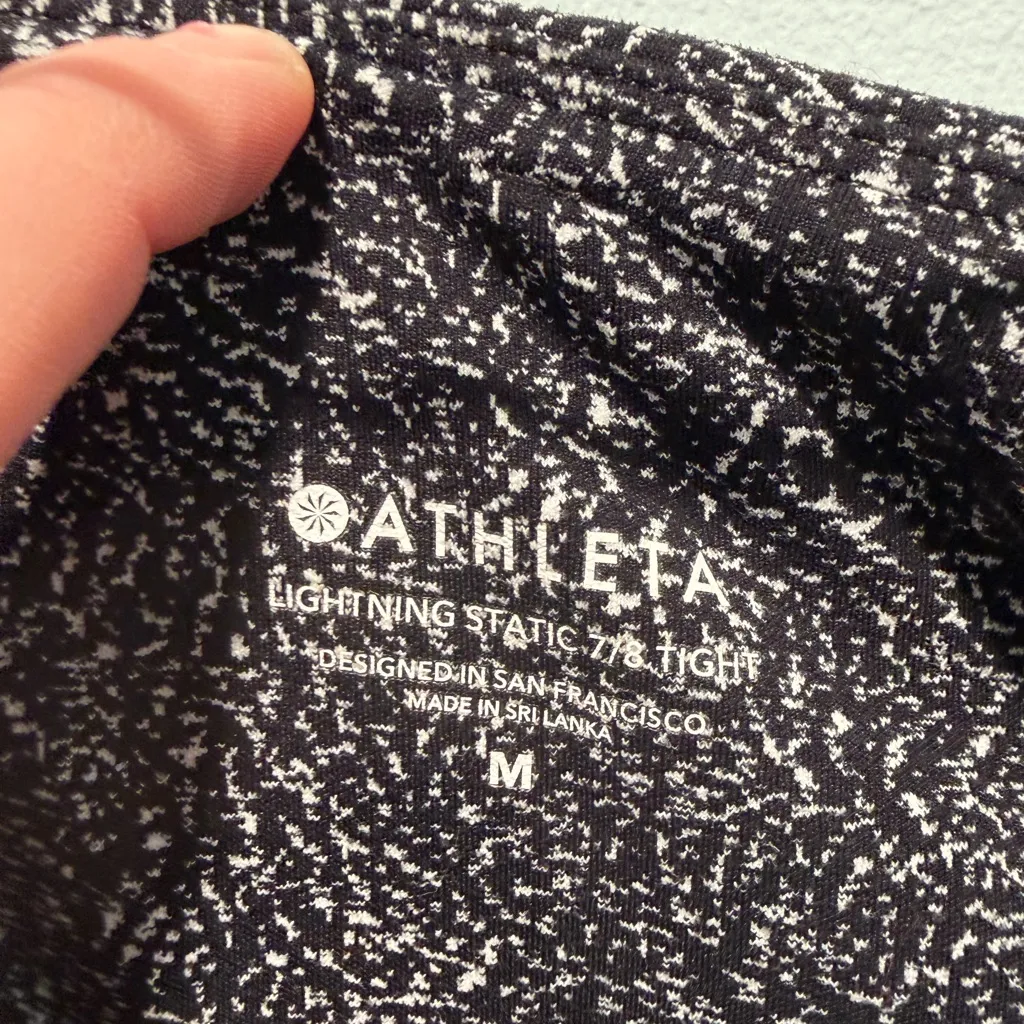 ATHLETA
LIGHTNING STATIC 7/8 TIGHT
DESIGNED IN SAN FRANCISCO
MADE IN SRI LANKA
M